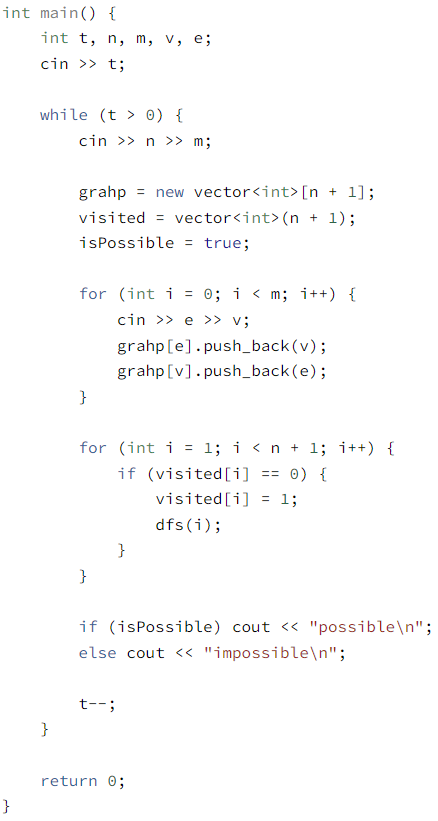 int main() {
    int t, n, m, v, e;
    cin >> t;

    while (t > 0) {
        cin >> n >> m;

        grahp = new vector<int>[n + 1];
        visited = vector<int>(n + 1);
        isPossible = true;

        for (int i = 0; i < m; i++) {
            cin >> e >> v;
            grahp[e].push_back(v);
            grahp[v].push_back(e);
        }

        for (int i = 1; i < n + 1; i++) {
            if (visited[i] == 0) {
                visited[i] = 1;
                dfs(i);
            }
        }

        if (isPossible) cout << "possible\n";
        else cout << "impossible\n";

        t--;
    }

    return 0;
}